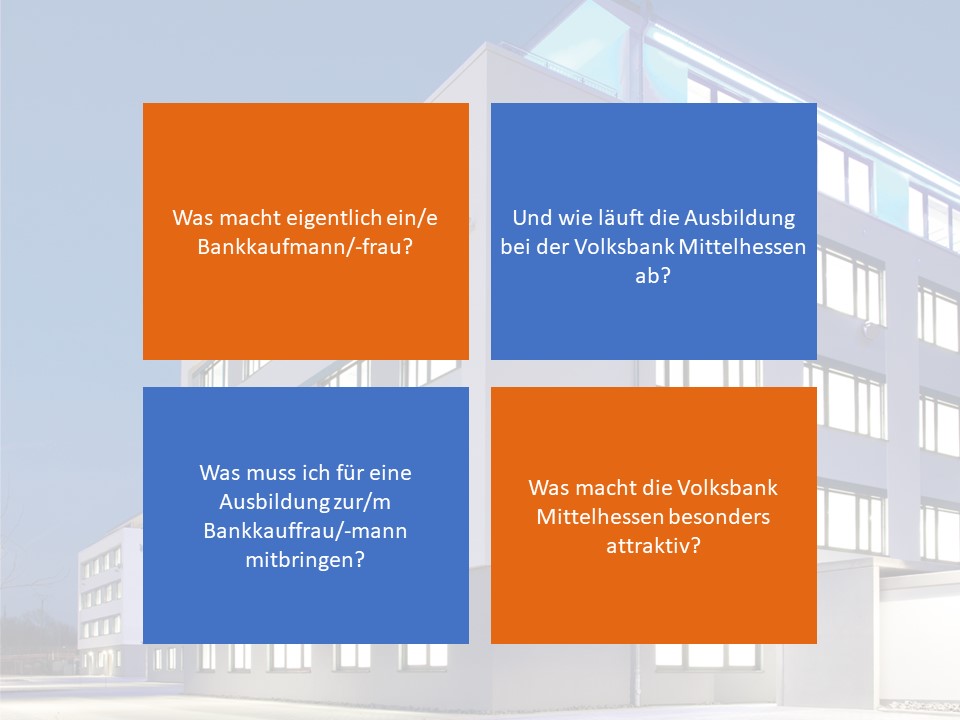 Was macht eigentlich ein/e
Bankkaufmann/-frau?
Und wie läuft die Ausbildung
bei der Volksbank Mittelhessen
ab?
Was muss ich für eine
Ausbildung zur/m
Bankkauffrau/-mann
mitbringen?
Was macht die Volksbank
Mittelhessen besonders
attraktiv?